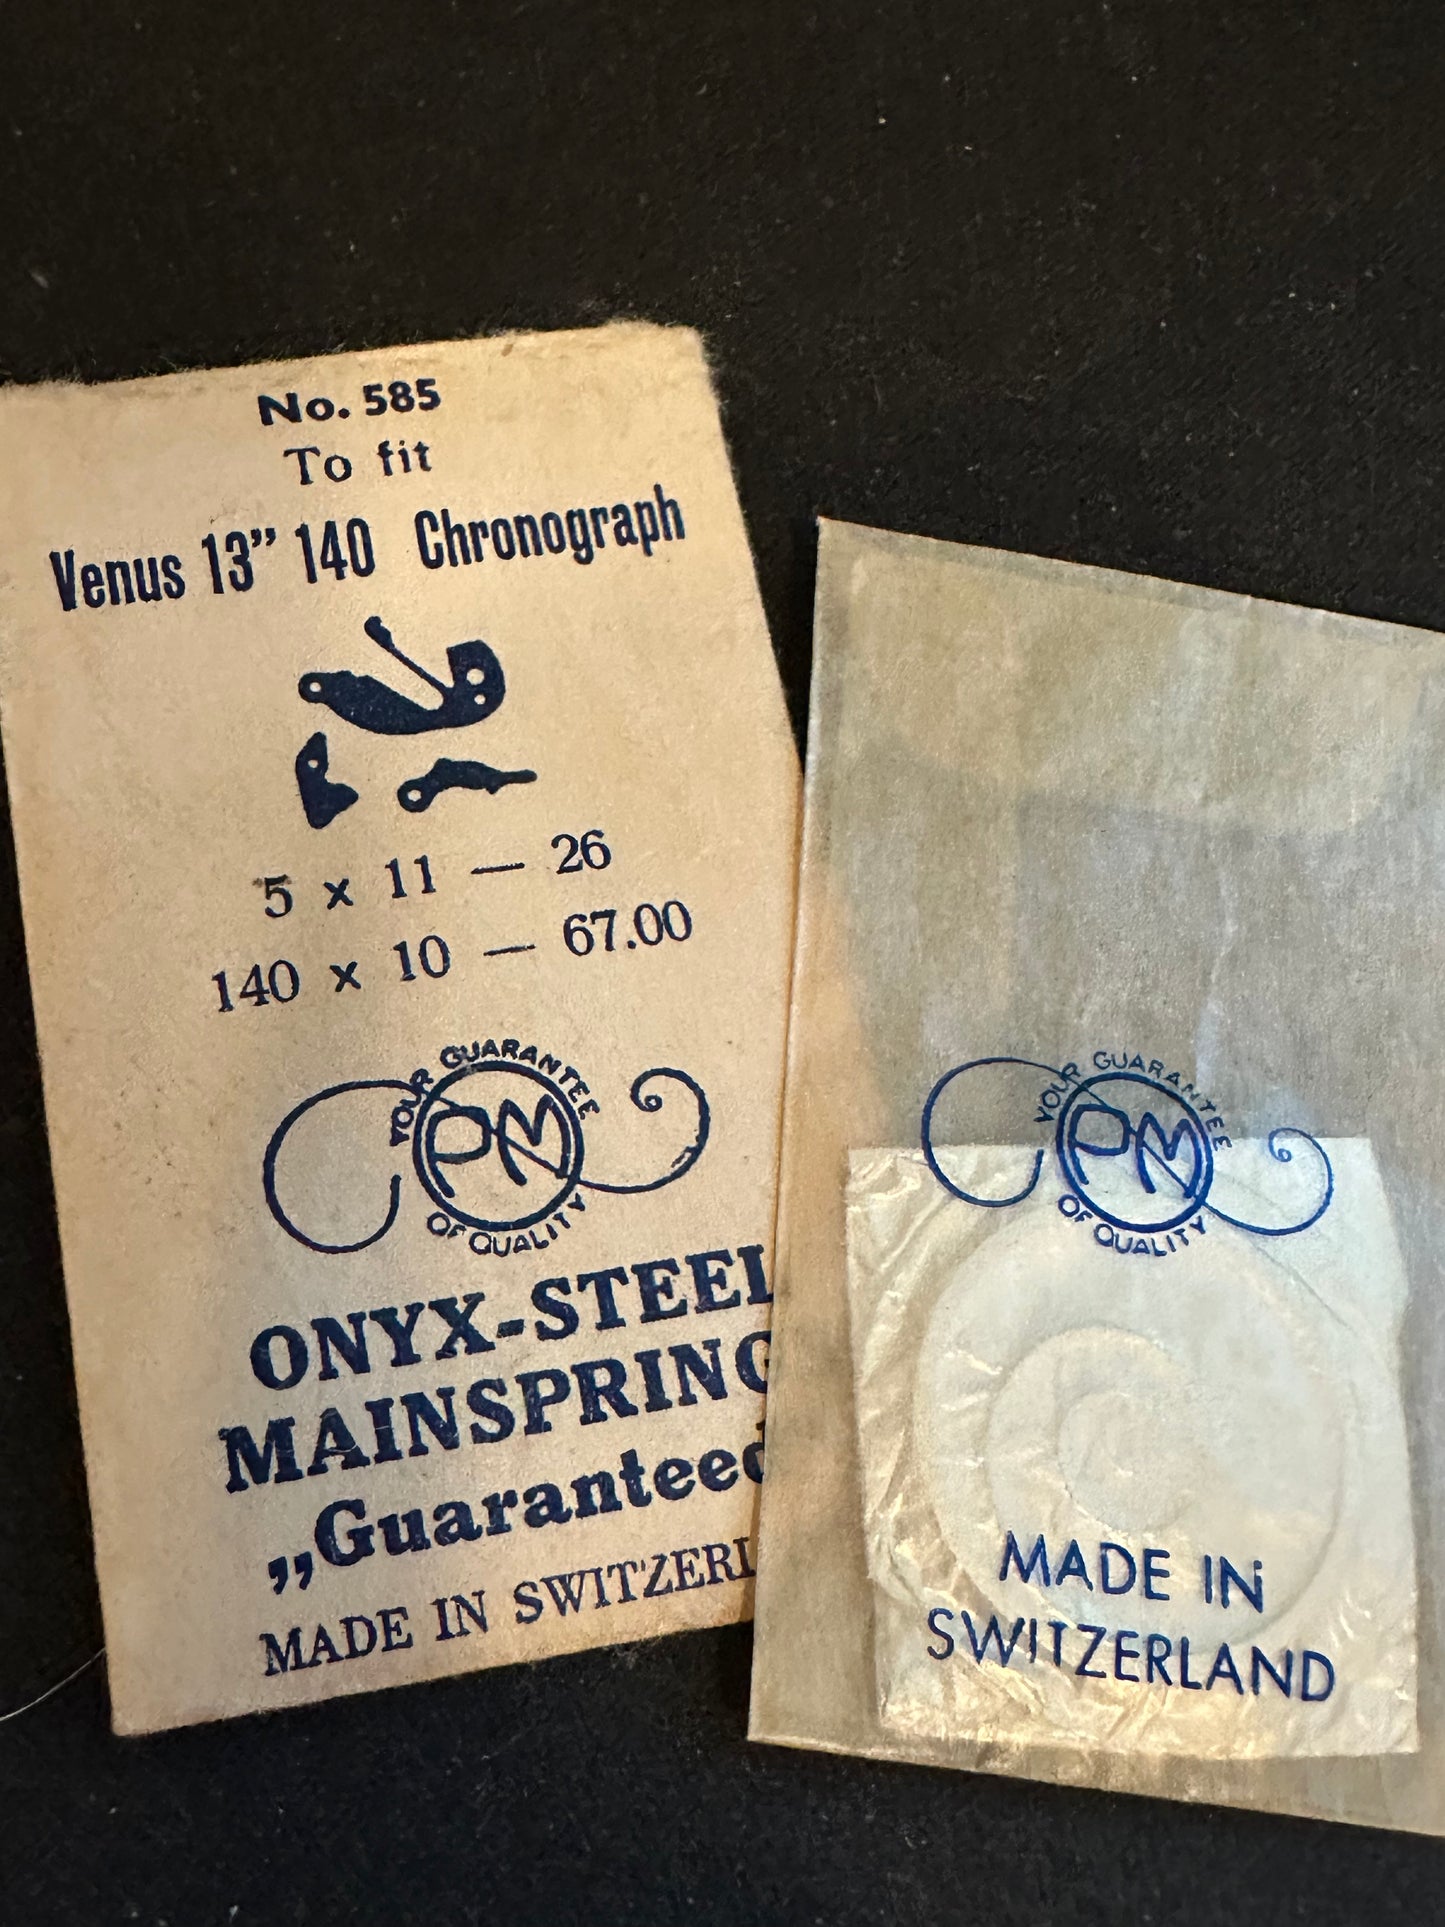 No. 585
To fit
Venus 13” 140 Chronograph
5 x 11 — 26
140 x 10 — 67.00
YOUR GUARANTEE
PM
OF QUALITY
ONYX-STEEL
MAINSPRING
„Guaranteed
MADE IN SWITZERL
YOUR GUARANTEE
PM
OF QUALITY
MADE IN
SWITZERLAND